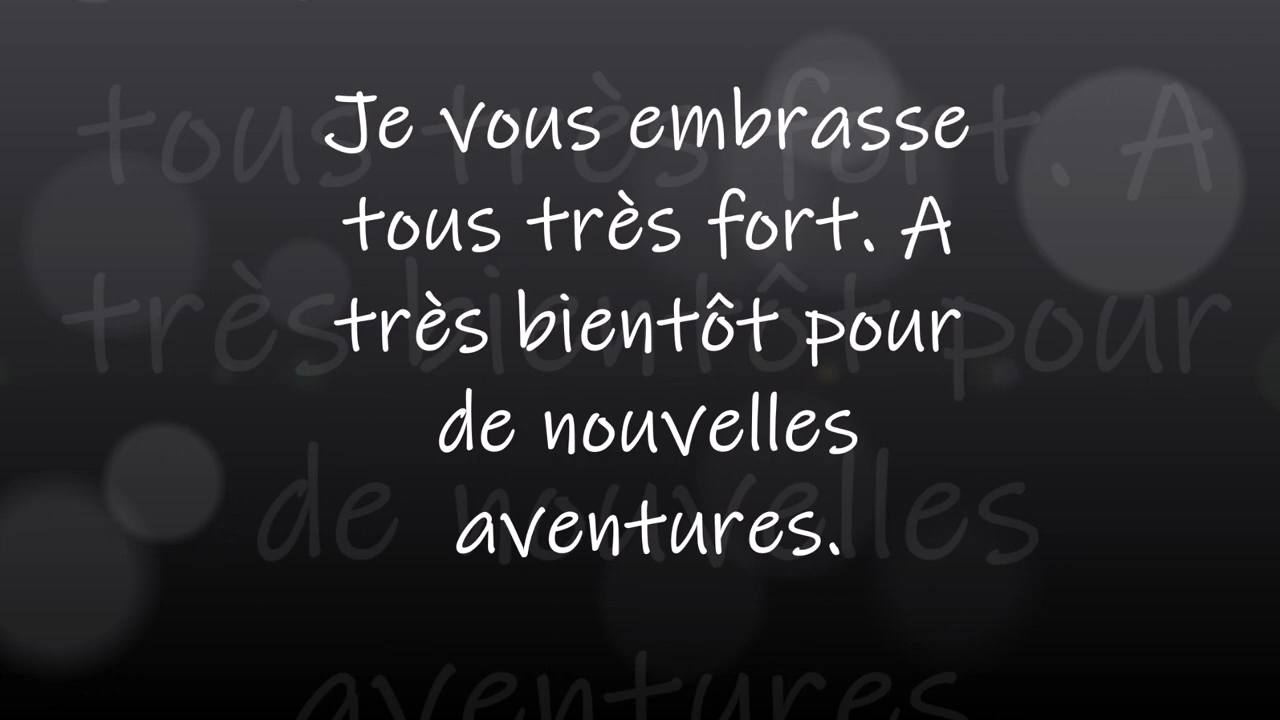 Je vous embrasse
tous très fort. A
très bientôt pour
de nouvelles
aventures.